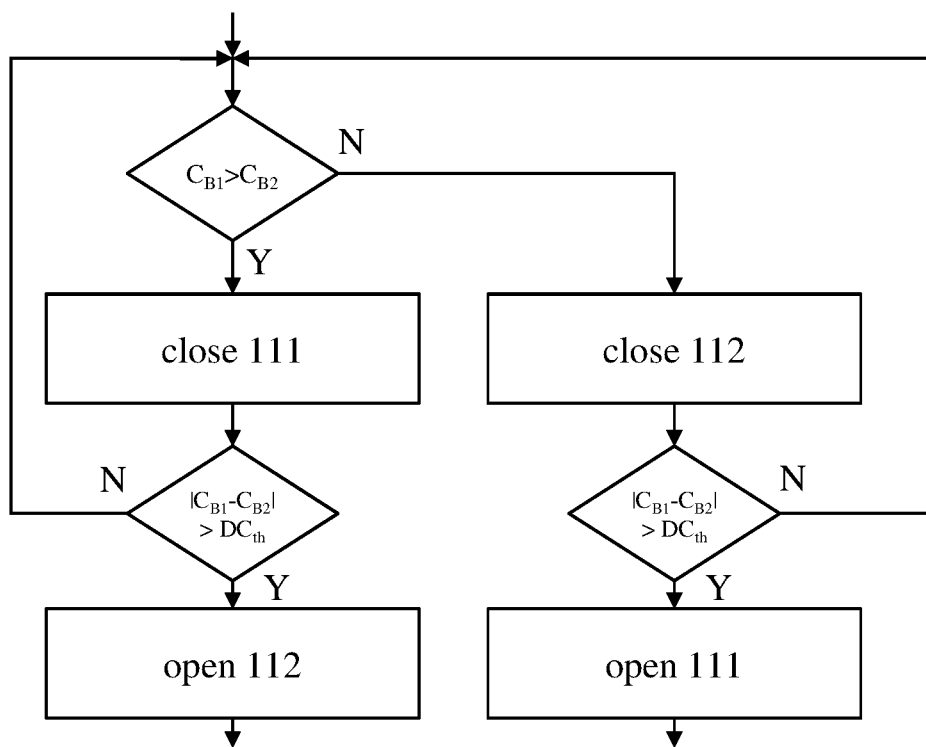 N
C_B1>C_B2
Y
close 111
close 112
N
|C_B1-C_B2|
> DC_th
Y
|C_B1-C_B2|
> DC_th
N
Y
open 112
open 111